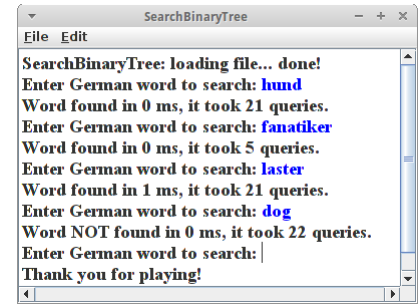 SearchBinaryTree
File Edit
SearchBinaryTree: loading file... done!
Enter German word to search: hund
Word found in 0 ms, it took 21 queries.
Enter German word to search: fanatiker
Word found in 0 ms, it took 5 queries.
Enter German word to search: laster
Word found in 1 ms, it took 21 queries.
Enter German word to search: dog
Word NOT found in 0 ms, it took 22 queries.
Enter German word to search:
Thank you for playing!